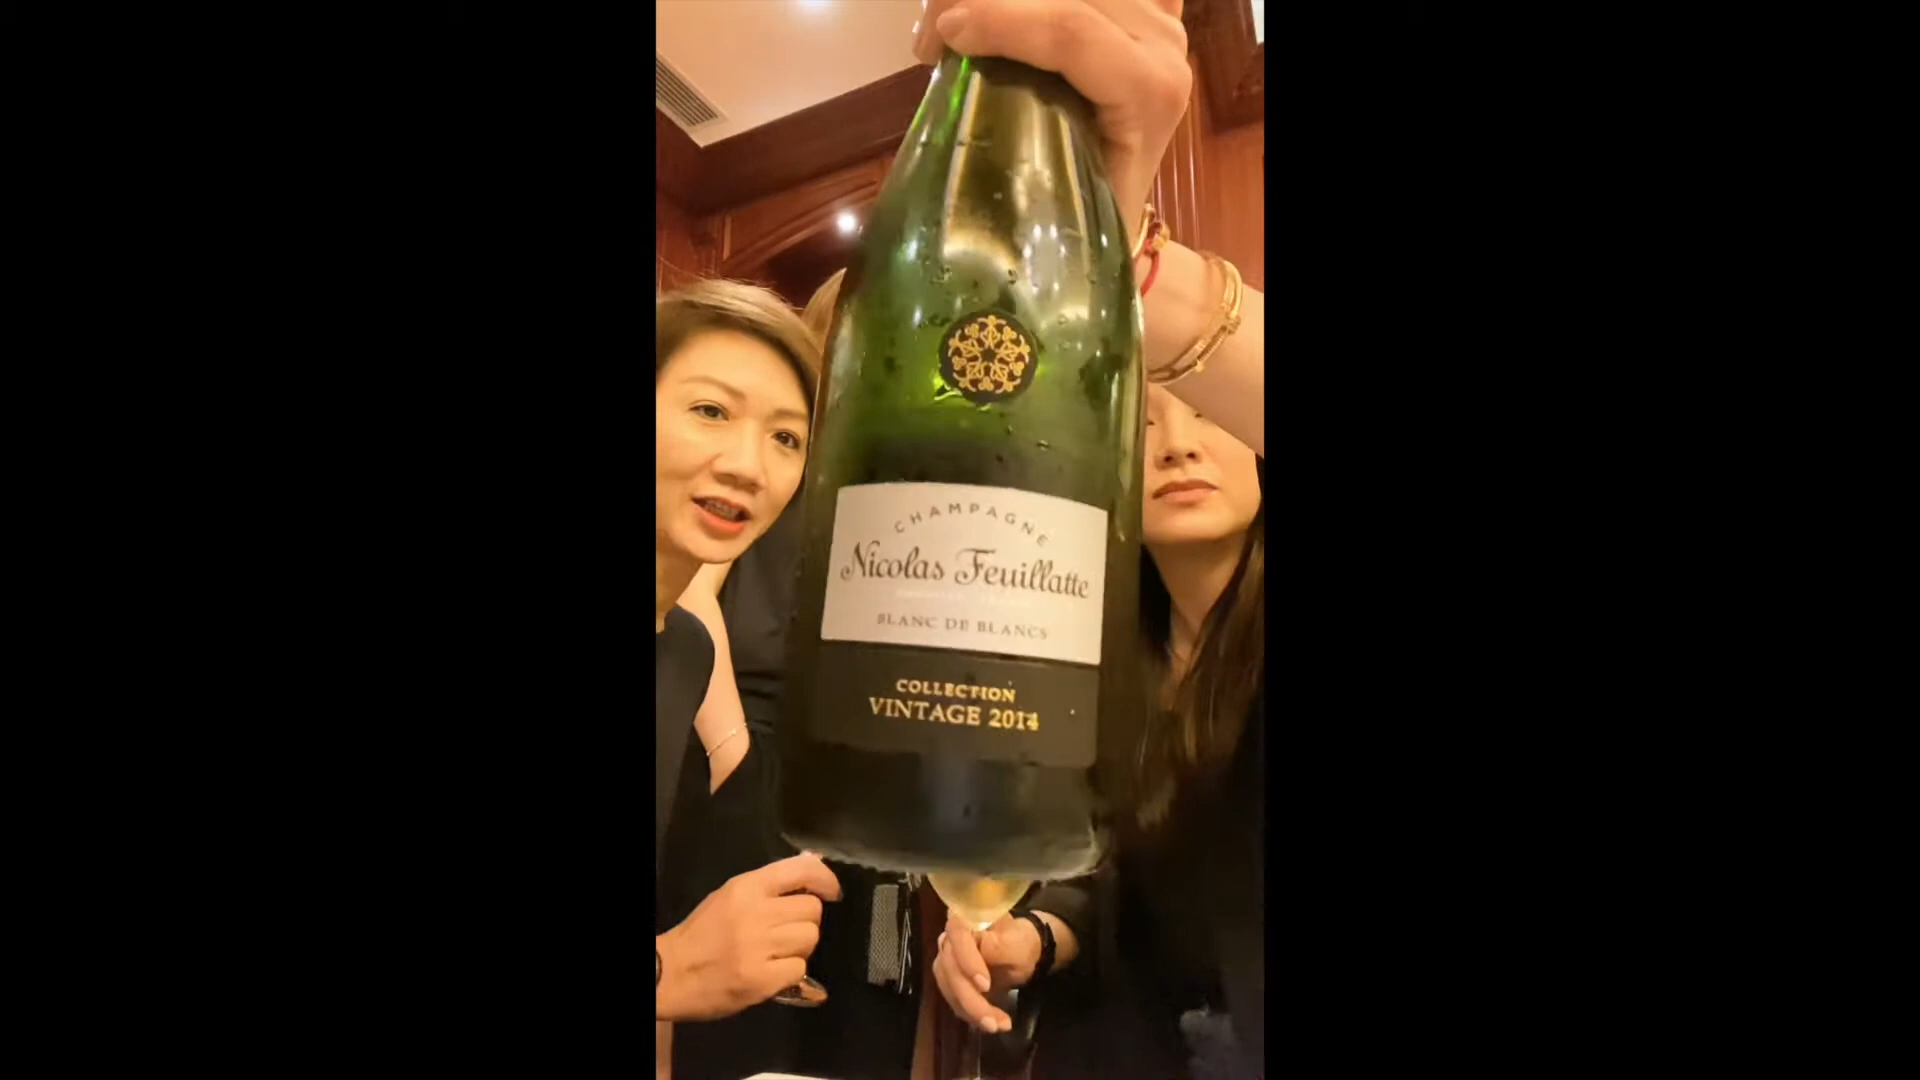 CHAMPAGNE
Nicolas Feuillatte
BLANC DE BLANCS
COLLECTION
VINTAGE 2014